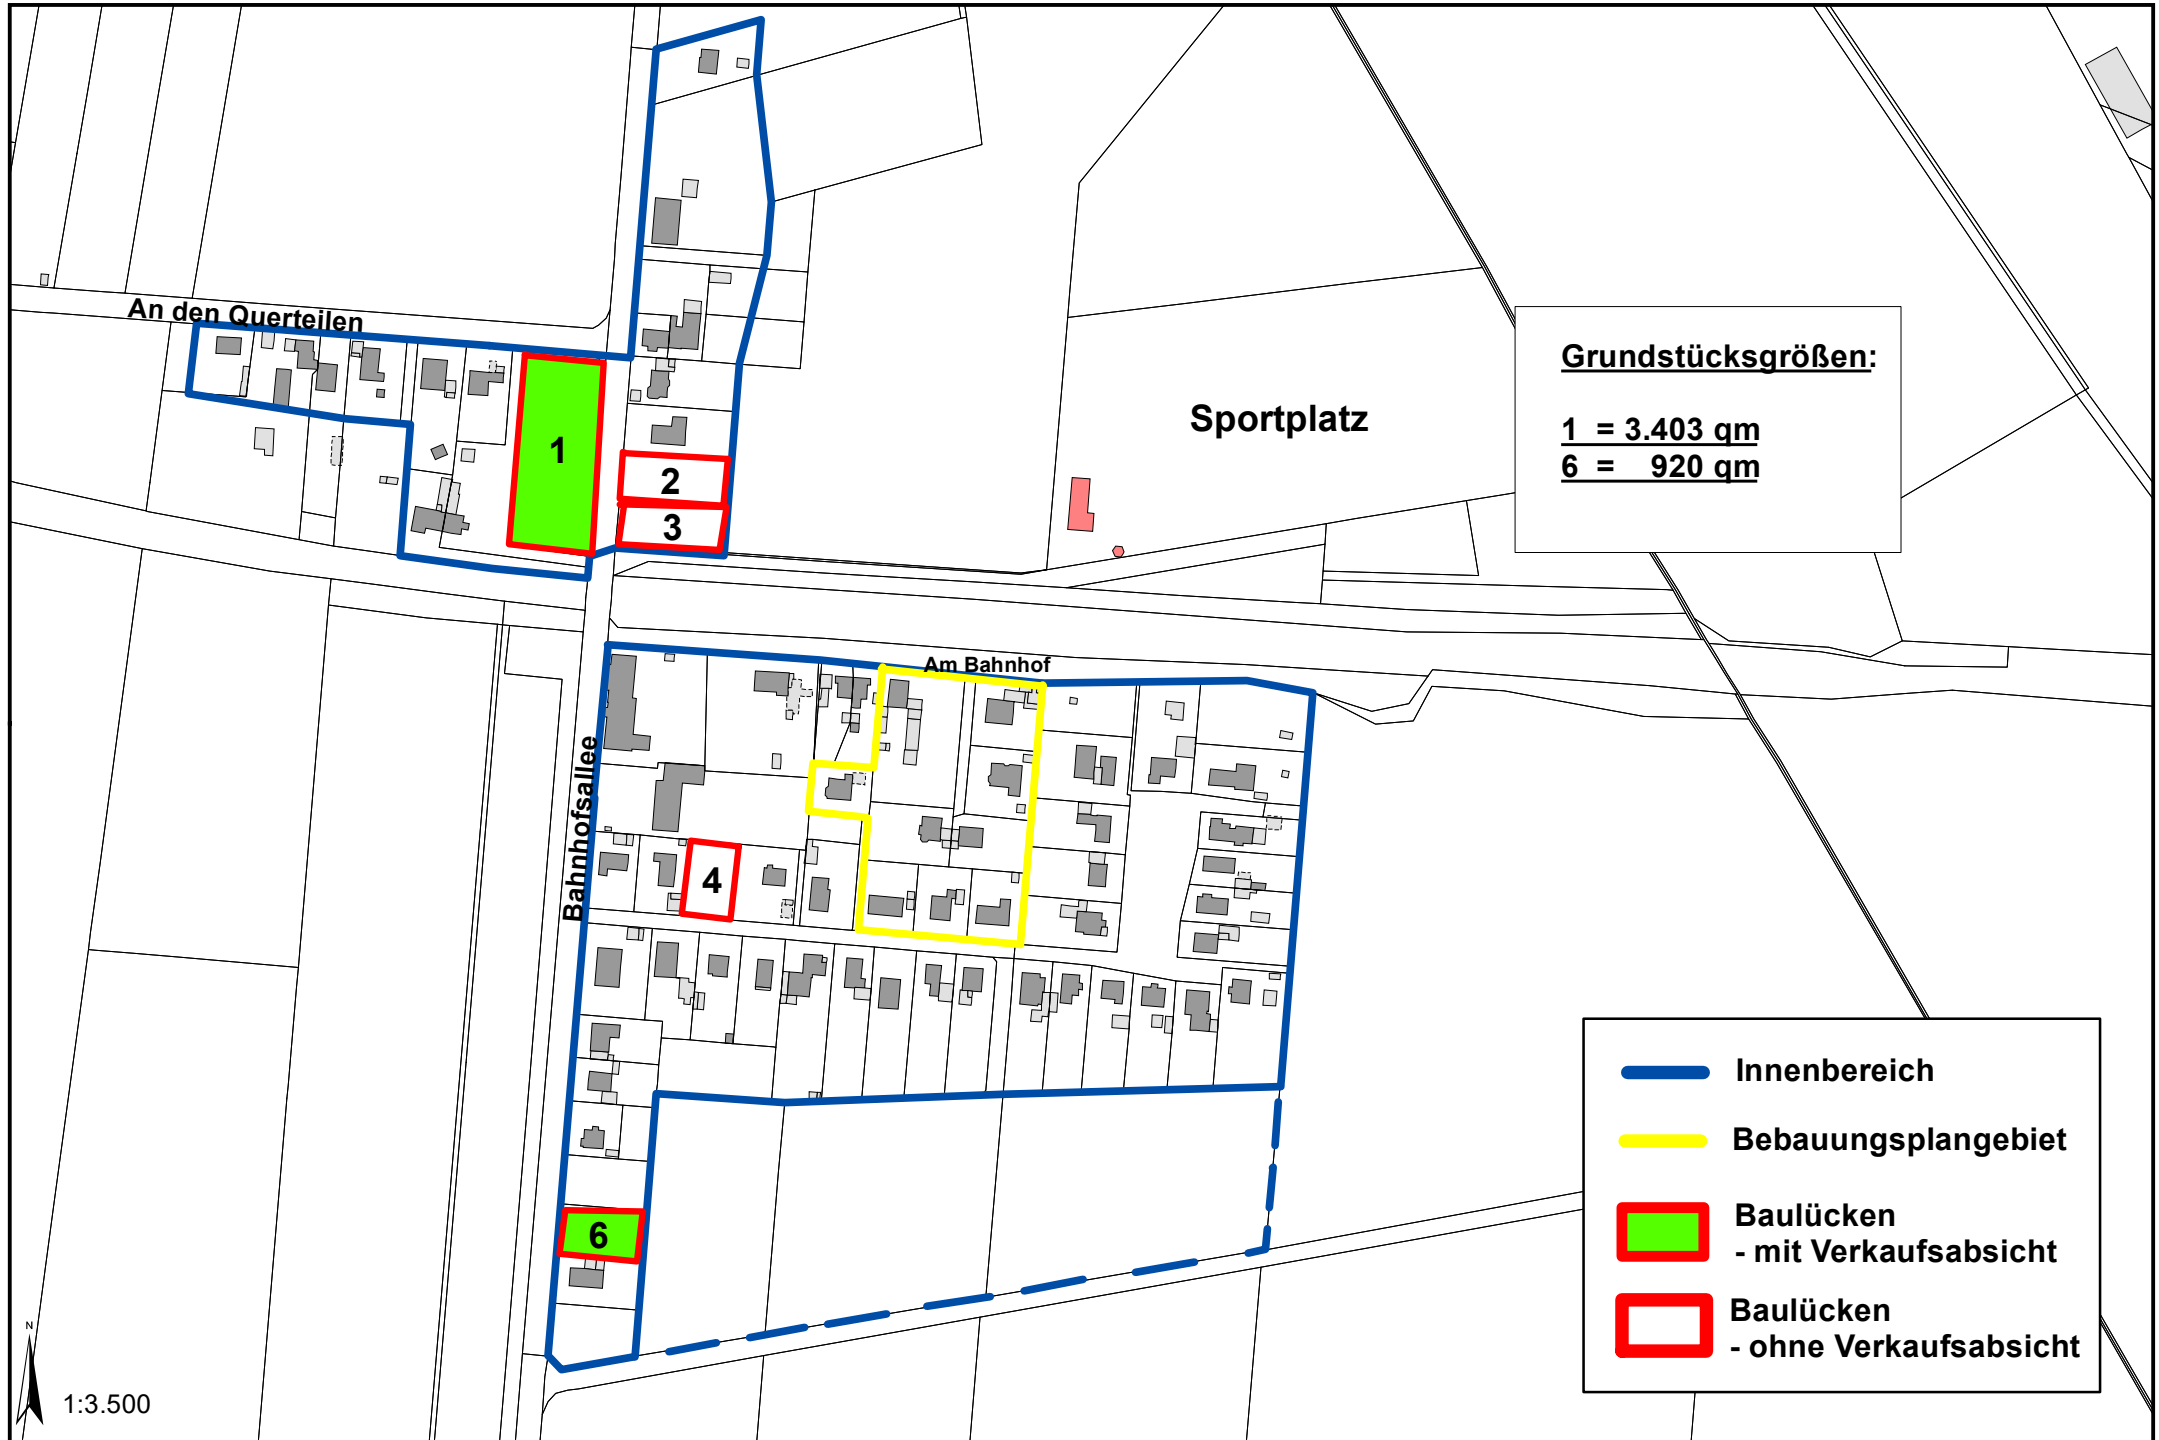 An den Querteilen
1
2
3
Sportplatz
Grundstücksgrößen:
1 = 3.403 qm
6 = 920 qm
Am Bahnhof
Bahnhofsallee
4
6
Innenbereich
Bebauungsplangebiet
Baulücken
- mit Verkaufsabsicht
Baulücken
- ohne Verkaufsabsicht
N
1:3.500